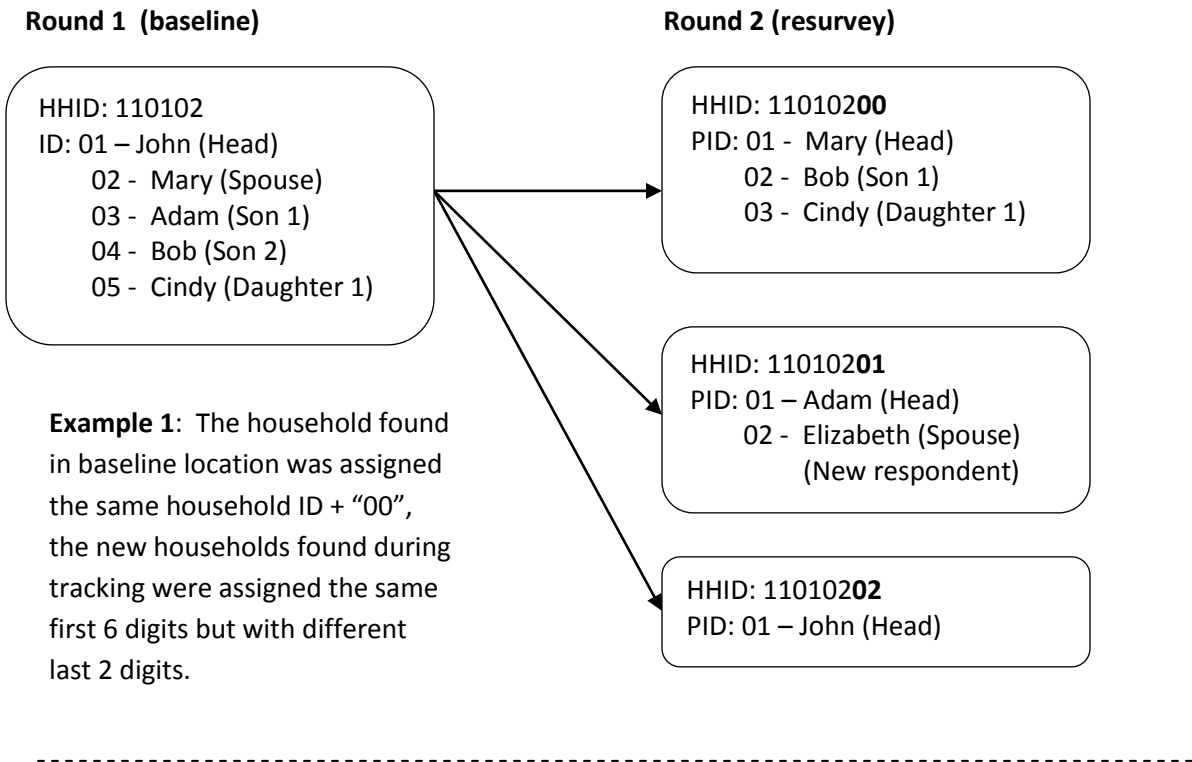 Round 1 (baseline)
Round 2 (resurvey)
HHID: 110102
ID: 01 – John (Head)
02 - Mary (Spouse)
03 - Adam (Son 1)
04 - Bob (Son 2)
05 - Cindy (Daughter 1)
Example 1: The household found
in baseline location was assigned
the same household ID + “00”,
the new households found during
tracking were assigned the same
first 6 digits but with different
last 2 digits.
HHID: 11010200
PID: 01 - Mary (Head)
02 - Bob (Son 1)
03 - Cindy (Daughter 1)
HHID: 11010201
PID: 01 – Adam (Head)
02 - Elizabeth (Spouse)
(New respondent)
HHID: 11010202
PID: 01 – John (Head)